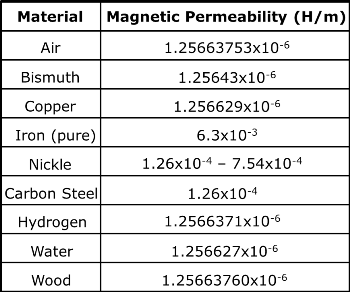 Material Magnetic Permeability (H/m)
Air 1.25663753x10-6
Bismuth 1.25643x10-6
Copper 1.256629x10-6
Iron (pure) 6.3x10-3
Nickle 1.26x10-4 – 7.54x10-4
Carbon Steel 1.26x10-4
Hydrogen 1.2566371x10-6
Water 1.256627x10-6
Wood 1.25663760x10-6